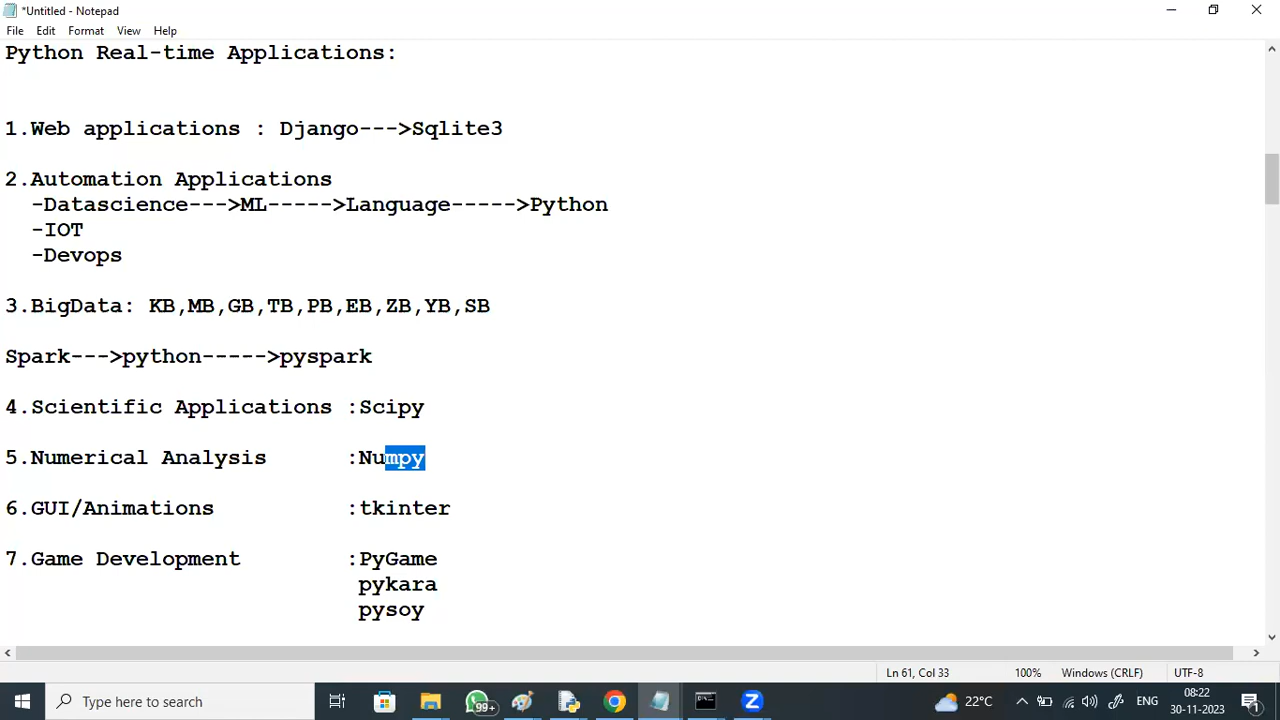 *Untitled - Notepad
File Edit Format View Help
Python Real-time Applications:
1.Web applications : Django--->Sqlite3
2.Automation Applications
-Datascience--->ML----->Language----->Python
-IOT
-Devops
3.BigData: KB,MB,GB,TB,PB,EB,ZB,YB,SB
Spark--->python----->pyspark
4.Scientific Applications :Scipy
5.Numerical Analysis :Numpy
6.GUI/Animations :tkinter
7.Game Development :PyGame
pykara
pysoy
Ln 61, Col 33 100% Windows (CRLF) UTF-8
Type here to search 99+ 22°C ENG 08:22
30-11-2023 1